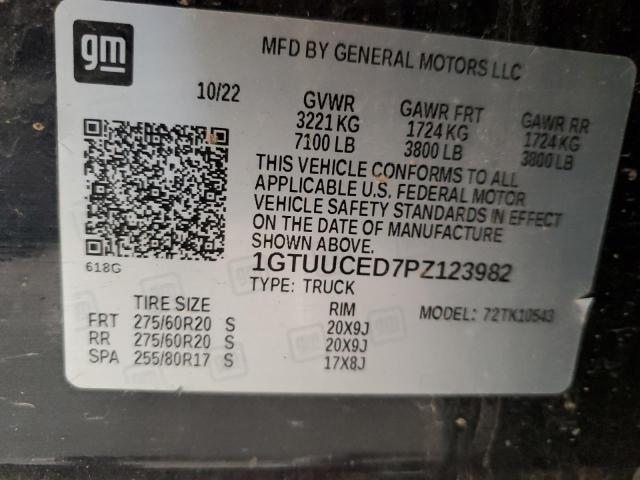 gm
MFD BY GENERAL MOTORS LLC
10/22
GVWR GAWR FRT GAWR RR
3221 KG 1724 KG 1724 KG
7100 LB 3800 LB 3800 LB
THIS VEHICLE CONFORMS TO ALL
APPLICABLE U.S. FEDERAL MOTOR
VEHICLE SAFETY STANDARDS IN EFFECT
ON THE DATE OF MANUFACTURE
SHOWN ABOVE.
618G
1GTUUCED7PZ123982
TYPE: TRUCK
TIRE SIZE RIM MODEL: 72TK10543
FRT 275/60R20 S 20X9J
RR 275/60R20 S 20X9J
SPA 255/80R17 S 17X8J